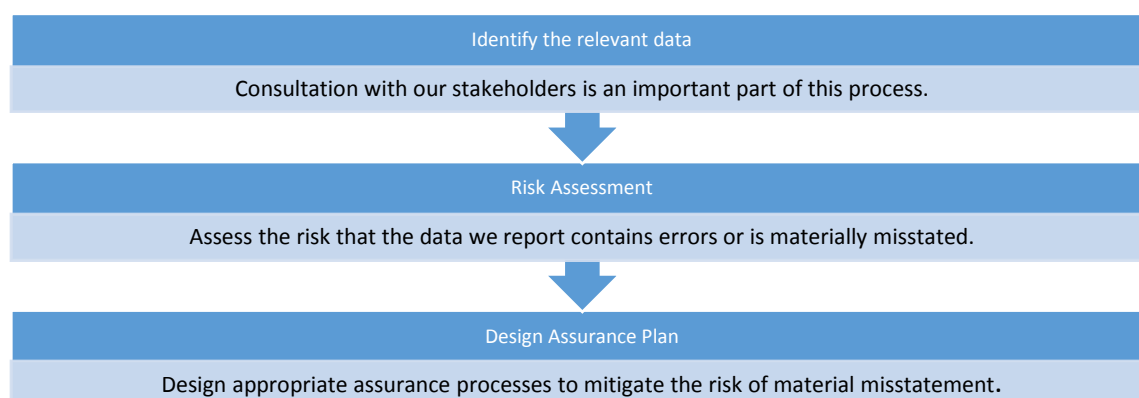 Identify the relevant data
Consultation with our stakeholders is an important part of this process.
Risk Assessment
Assess the risk that the data we report contains errors or is materially misstated.
Design Assurance Plan
Design appropriate assurance processes to mitigate the risk of material misstatement.